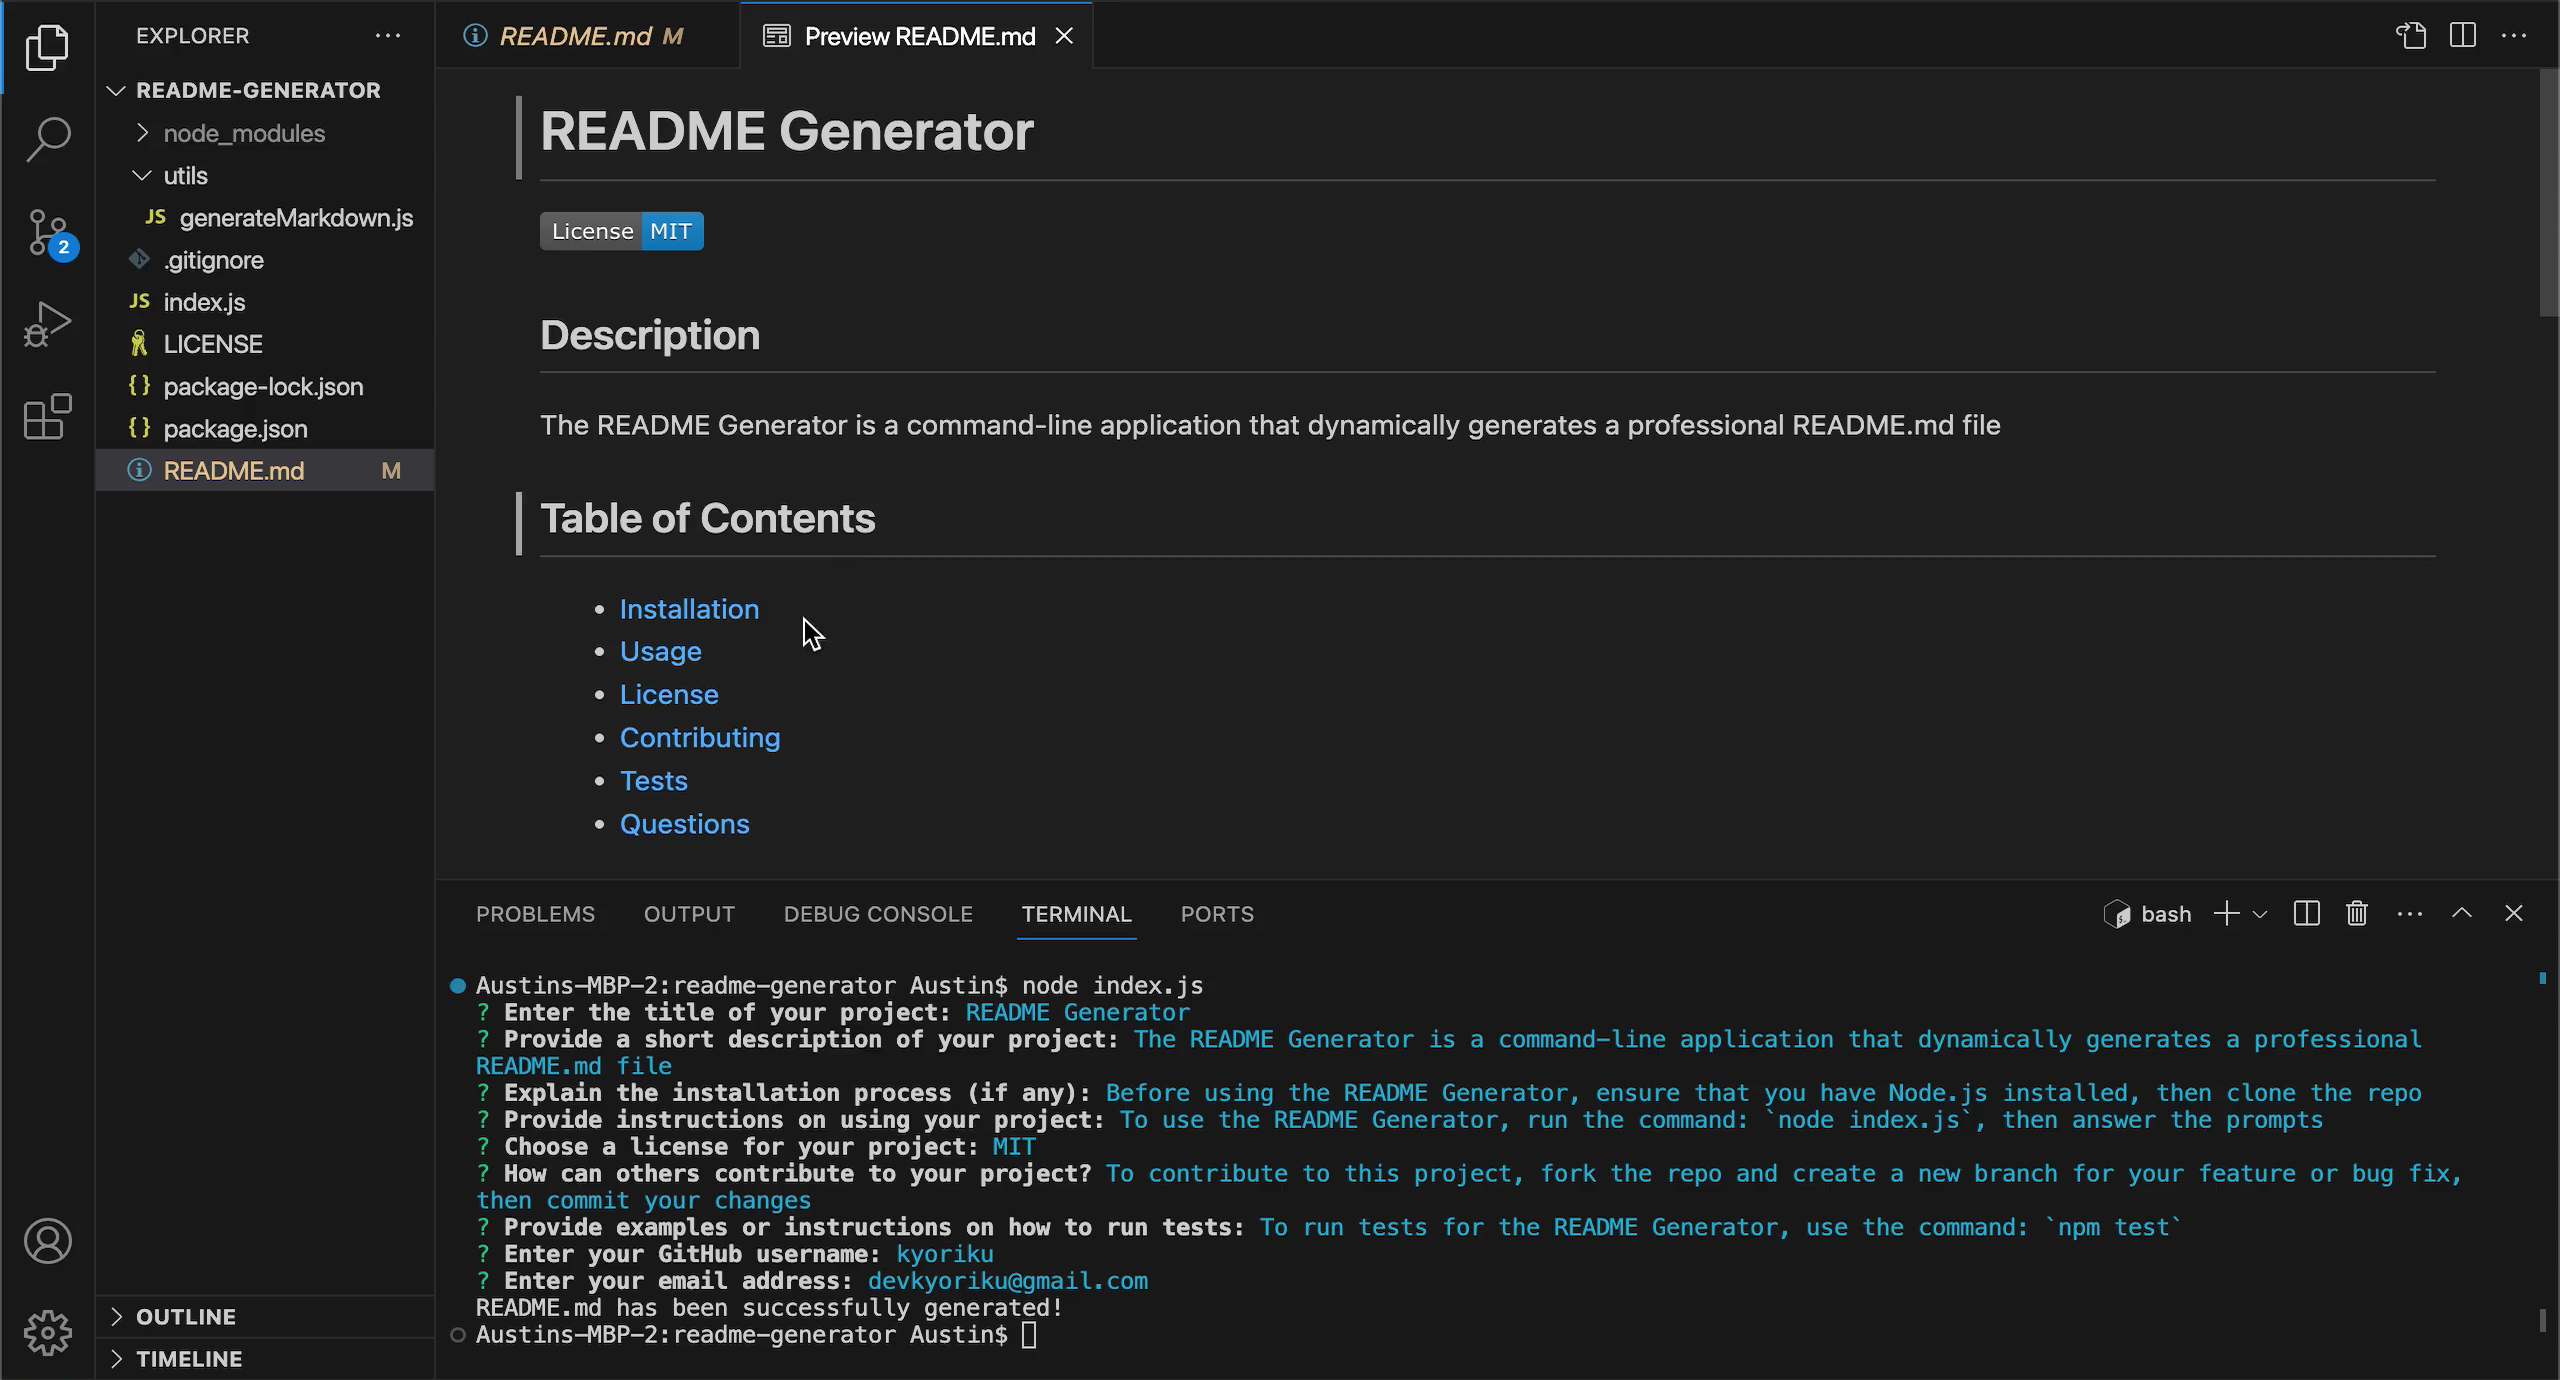 EXPLORER
README-GENERATOR
node_modules
utils
JS generateMarkdown.js
.gitignore
JS index.js
LICENSE
{} package-lock.json
{} package.json
README.md M
OUTLINE
TIMELINE
2
README.md M
Preview README.md
README Generator
License MIT
Description
The README Generator is a command-line application that dynamically generates a professional README.md file
Table of Contents
• Installation
• Usage
• License
• Contributing
• Tests
• Questions
PROBLEMS OUTPUT DEBUG CONSOLE TERMINAL PORTS
bash
Austins-MBP-2:readme-generator Austin$ node index.js
? Enter the title of your project: README Generator
? Provide a short description of your project: The README Generator is a command-line application that dynamically generates a professional
README.md file
? Explain the installation process (if any): Before using the README Generator, ensure that you have Node.js installed, then clone the repo
? Provide instructions on using your project: To use the README Generator, run the command: `node index.js`, then answer the prompts
? Choose a license for your project: MIT
? How can others contribute to your project? To contribute to this project, fork the repo and create a new branch for your feature or bug fix,
then commit your changes
? Provide examples or instructions on how to run tests: To run tests for the README Generator, use the command: `npm test`
? Enter your GitHub username: kyoriku
? Enter your email address: devkyoriku@gmail.com
README.md has been successfully generated!
Austins-MBP-2:readme-generator Austin$